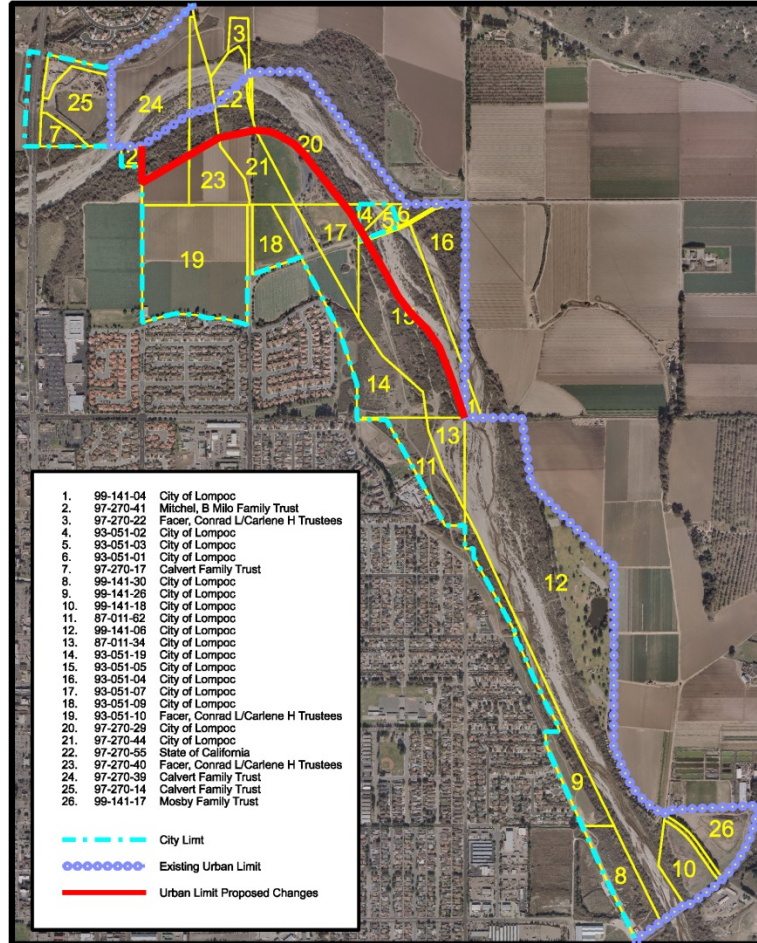 3
25
24
22
7
2
20
23
21
4
5
6
16
19
18
17
15
14
1
13
11
12
9
26
10
8
1. 99-141-04 City of Lompoc
2. 97-270-41 Mitchel, B Milo Family Trust
3. 97-270-22 Facer, Conrad L/Carlene H Trustees
4. 93-051-02 City of Lompoc
5. 93-051-03 City of Lompoc
6. 93-051-01 City of Lompoc
7. 97-270-17 Calvert Family Trust
8. 99-141-30 City of Lompoc
9. 99-141-26 City of Lompoc
10. 99-141-18 City of Lompoc
11. 87-011-62 City of Lompoc
12. 99-141-06 City of Lompoc
13. 87-011-34 City of Lompoc
14. 93-051-19 City of Lompoc
15. 93-051-05 City of Lompoc
16. 93-051-04 City of Lompoc
17. 93-051-07 City of Lompoc
18. 93-051-09 City of Lompoc
19. 93-051-10 Facer, Conrad L/Carlene H Trustees
20. 97-270-29 City of Lompoc
21. 97-270-44 City of Lompoc
22. 97-270-55 State of California
23. 97-270-40 Facer, Conrad L/Carlene H Trustees
24. 97-270-39 Calvert Family Trust
25. 97-270-14 Calvert Family Trust
26. 99-141-17 Mosby Family Trust
City Limt
Existing Urban Limit
Urban Limit Proposed Changes